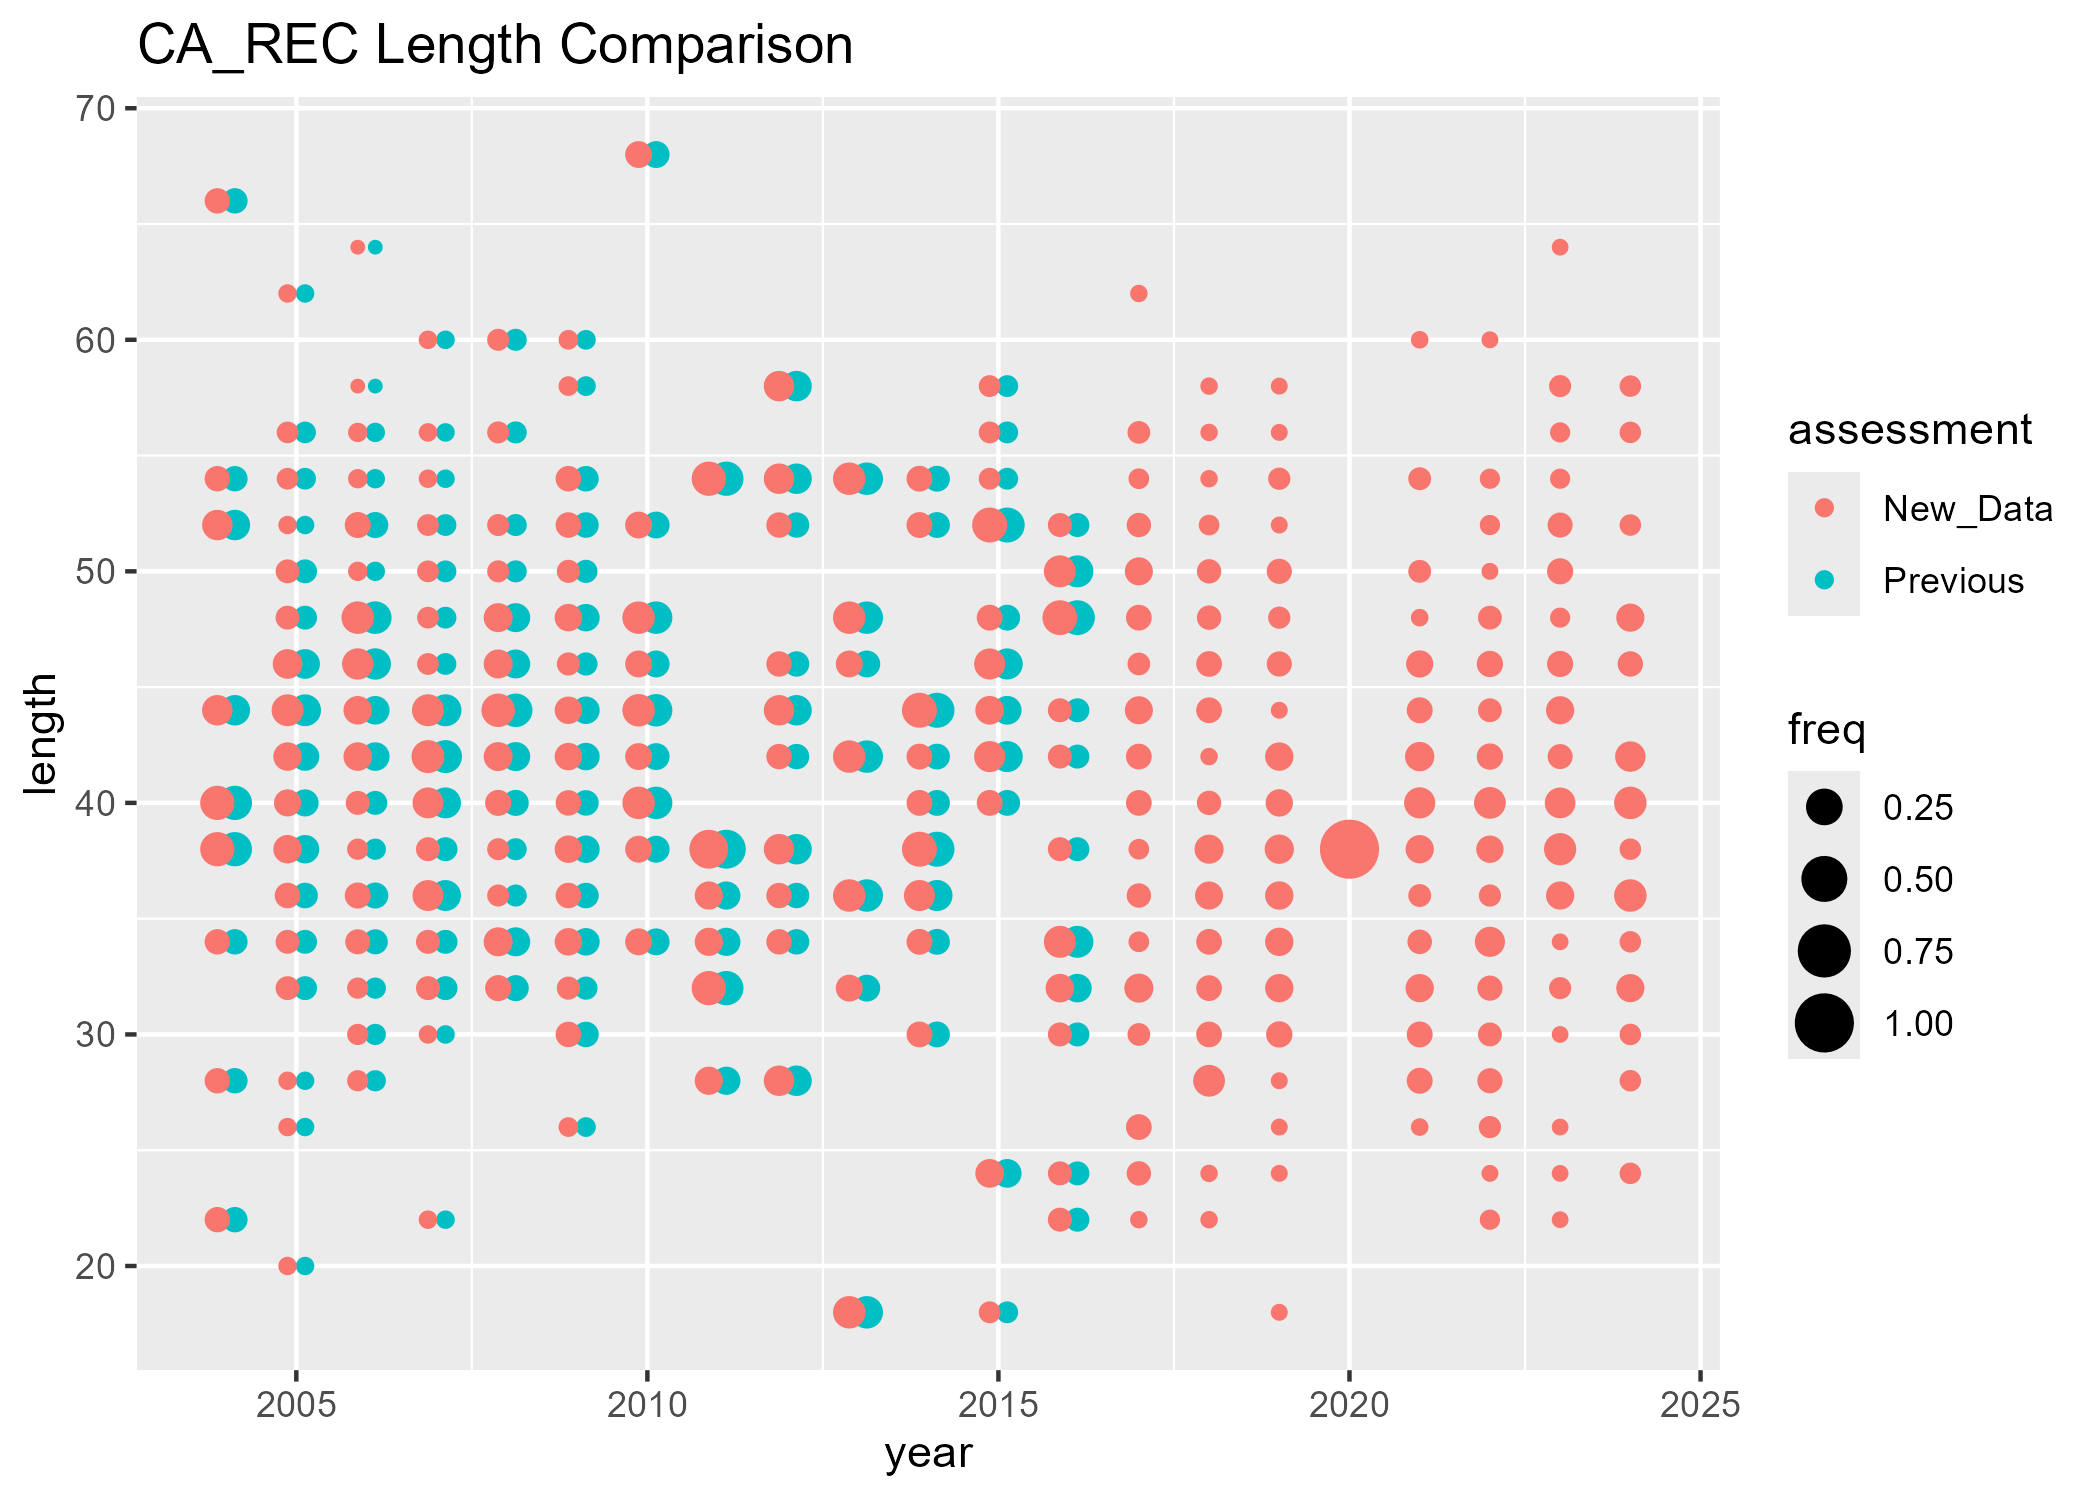 CA_REC Length Comparison
70
60
50
40
30
20
length
2005
2010
2015
2020
2025
year
assessment
New_Data
Previous
freq
0.25
0.50
0.75
1.00